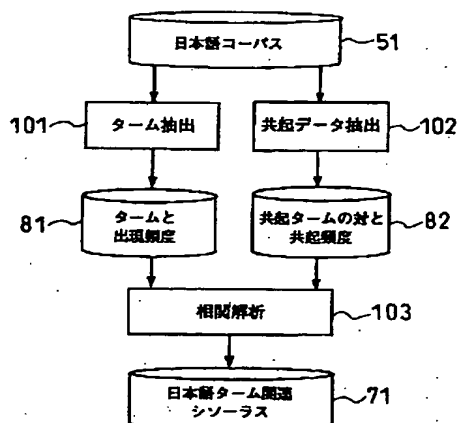 日本語コーパス
51
101
ターム抽出
共起データ抽出
102
81
タームと
出現頻度
共起タームの対と
共起頻度
82
相関解析
103
日本語ターム関連
シソーラス
71